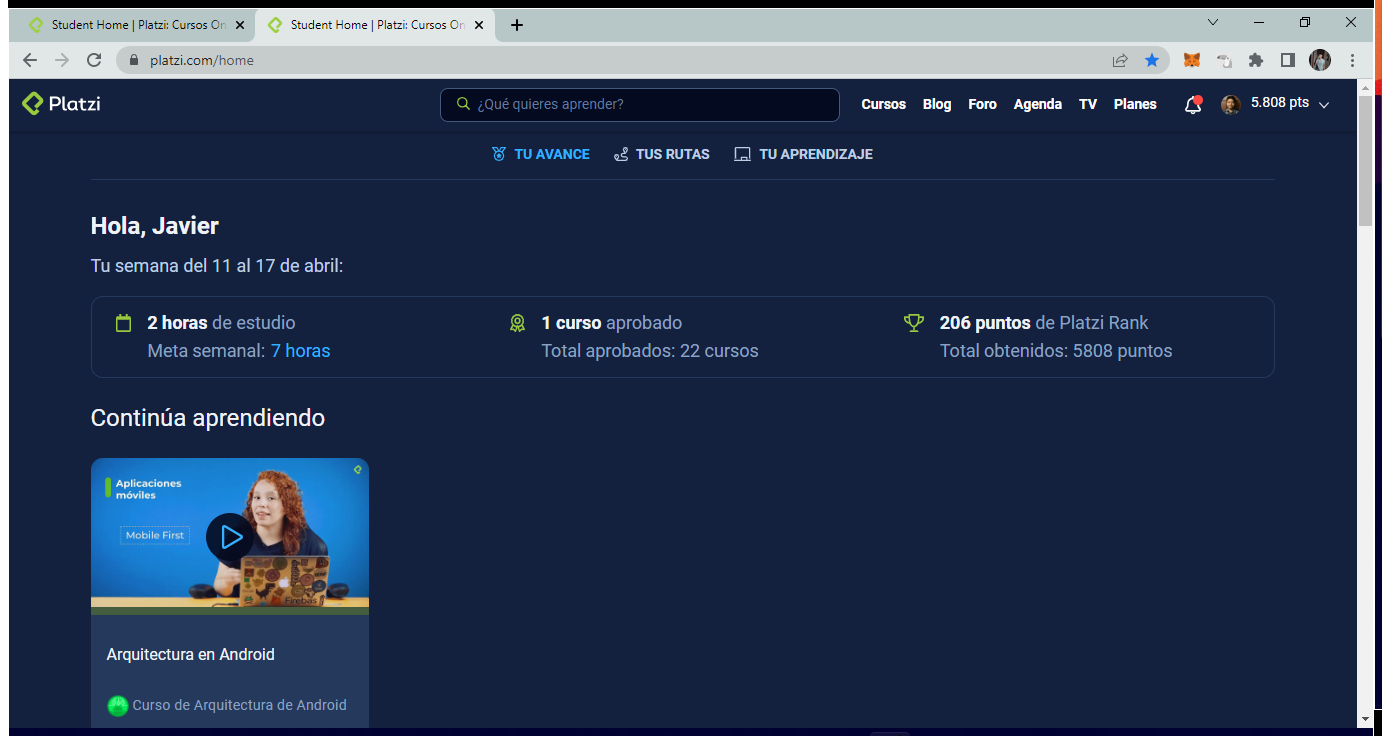 Student Home | Platzi: Cursos On
Student Home | Platzi: Cursos On
platzi.com/home
Platzi
¿Qué quieres aprender?
Cursos Blog Foro Agenda TV Planes
5.808 pts
TU AVANCE TUS RUTAS TU APRENDIZAJE
Hola, Javier
Tu semana del 11 al 17 de abril:
2 horas de estudio
Meta semanal: 7 horas
1 curso aprobado
Total aprobados: 22 cursos
206 puntos de Platzi Rank
Total obtenidos: 5808 puntos
Continúa aprendiendo
Aplicaciones
móviles
Mobile First
Firebas
Arquitectura en Android
Curso de Arquitectura de Android